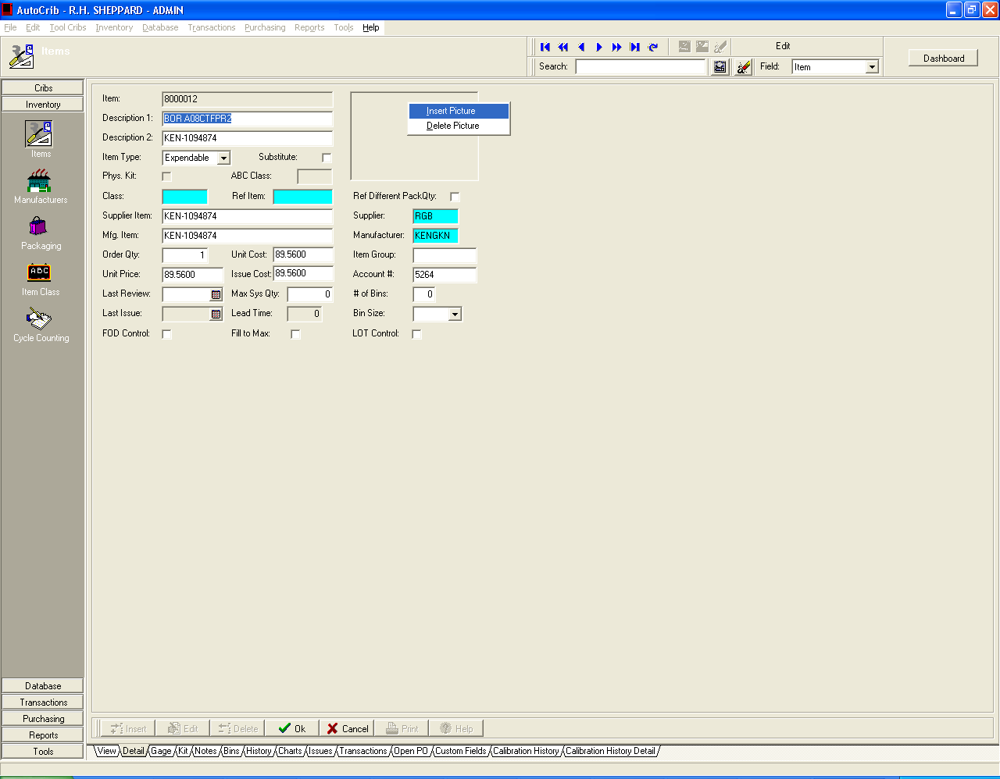 AutoCrib - R.H. SHEPPARD - ADMIN
File Edit Tool Cribs Inventory Database Transactions Purchasing Reports Tools Help
Items
Edit
Search: Field: Item
Dashboard
Cribs
Inventory
Items
Manufacturers
Packaging
ABC
Item Class
Cycle Counting
Database
Transactions
Purchasing
Reports
Tools
Item: 8000012
Insert Picture
Delete Picture
Description 1: BOR A08CTFPR2
Description 2: KEN-1094874
Item Type: Expendable Substitute:
Phys. Kit: ABC Class:
Class: Ref Item: Ref Different PackQty:
Supplier Item: KEN-1094874 Supplier: RGB
Mfg. Item: KEN-1094874 Manufacturer: KENGKN
Order Qty: 1 Unit Cost: 89.5600 Item Group:
Unit Price: 89.5600 Issue Cost: 89.5600 Account #: 5264
Last Review: Max Sys Qty: 0 # of Bins: 0
Last Issue: Lead Time: 0 Bin Size:
FOD Control: Fill to Max: LOT Control:
Insert Edit Delete Ok Cancel Print Help
View Detail Gage Kit Notes Bins History Charts Issues Transactions Open PO Custom Fields Calibration History Calibration History Detail